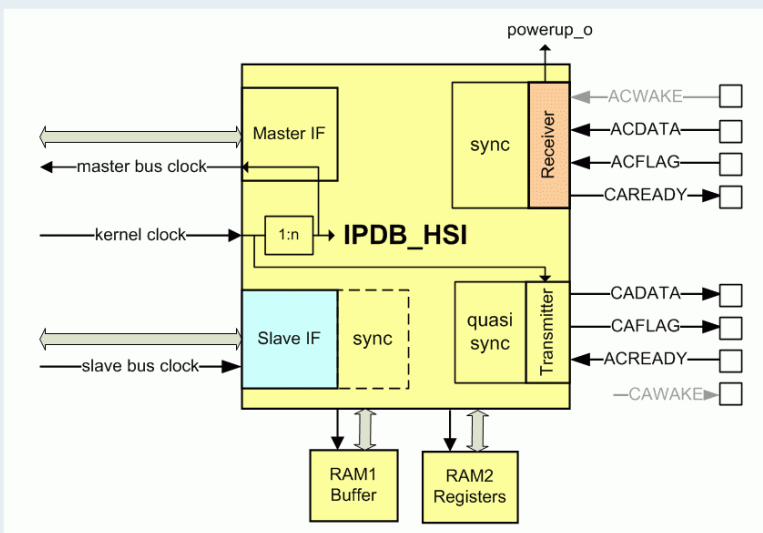 powerup_o
Master IF
master bus clock
kernel clock
1:n
IPDB_HSI
sync
Receiver
ACWAKE
ACDATA
ACFLAG
CAREADY
Slave IF
sync
slave bus clock
quasi
sync
Transmitter
CADATA
CAFLAG
ACREADY
CAWAKE
RAM1
Buffer
RAM2
Registers